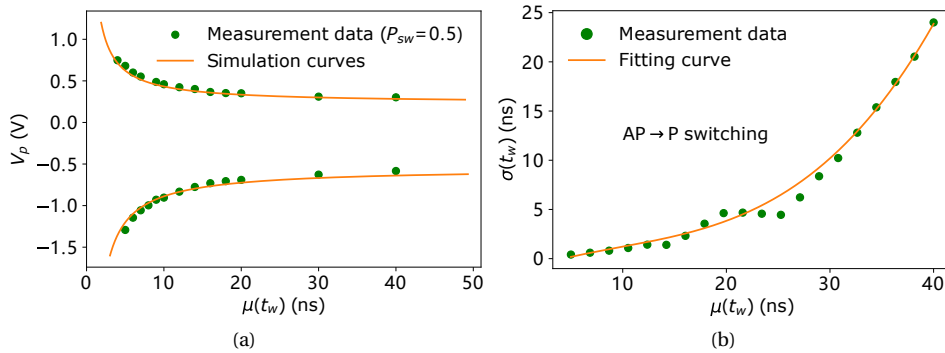 1.0
0.5
0.0
−0.5
−1.0
−1.5
V_p (V)
Measurement data (P_sw=0.5)
Simulation curves
0 10 20 30 40 50
μ(t_w) (ns)
(a)
25
20
15
10
5
0
σ(t_w) (ns)
Measurement data
Fitting curve
AP→P switching
10 20 30 40
μ(t_w) (ns)
(b)